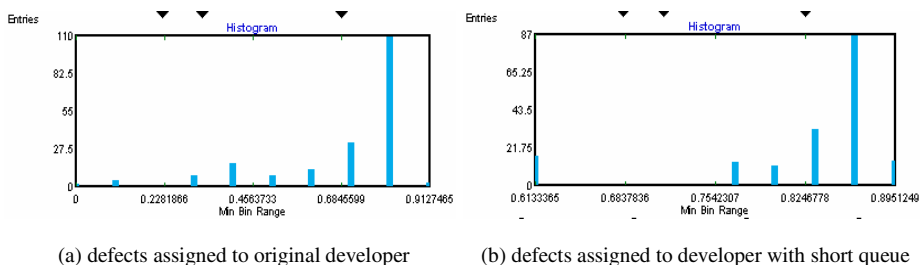 Entries
Histogram
110
82.5
55
27.5
0
0 0.2281866 0.4563733 0.6845599 0.9127465
Min Bin Range
(a) defects assigned to original developer
Entries
Histogram
87
65.25
43.5
21.75
0
0.6133365 0.6837836 0.7542307 0.8246778 0.8951249
Min Bin Range
(b) defects assigned to developer with short queue